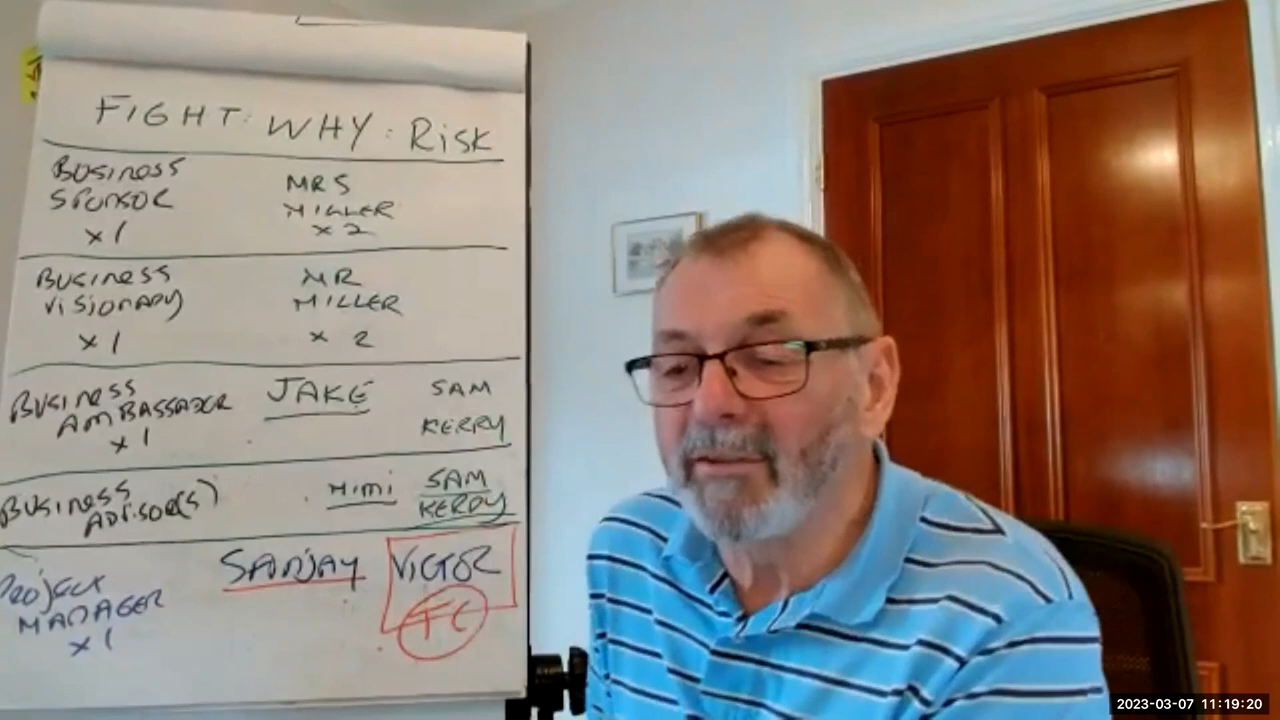 FIGHT: WHY: RISK
BUSINESS
SPONSOR
x 1
MRS
MILLER
x 2
BUSINESS
VISIONARY
x 1
MR
MILLER
x 2
BUSINESS
AMBASSADOR
x 1
JAKE
SAM
KERRY
BUSINESS
ADVISOR(S)
MIMI
SAM
KERRY
PROJECT
MANAGER
x 1
SANJAY
VICTOR
2023-03-07 11:19:20